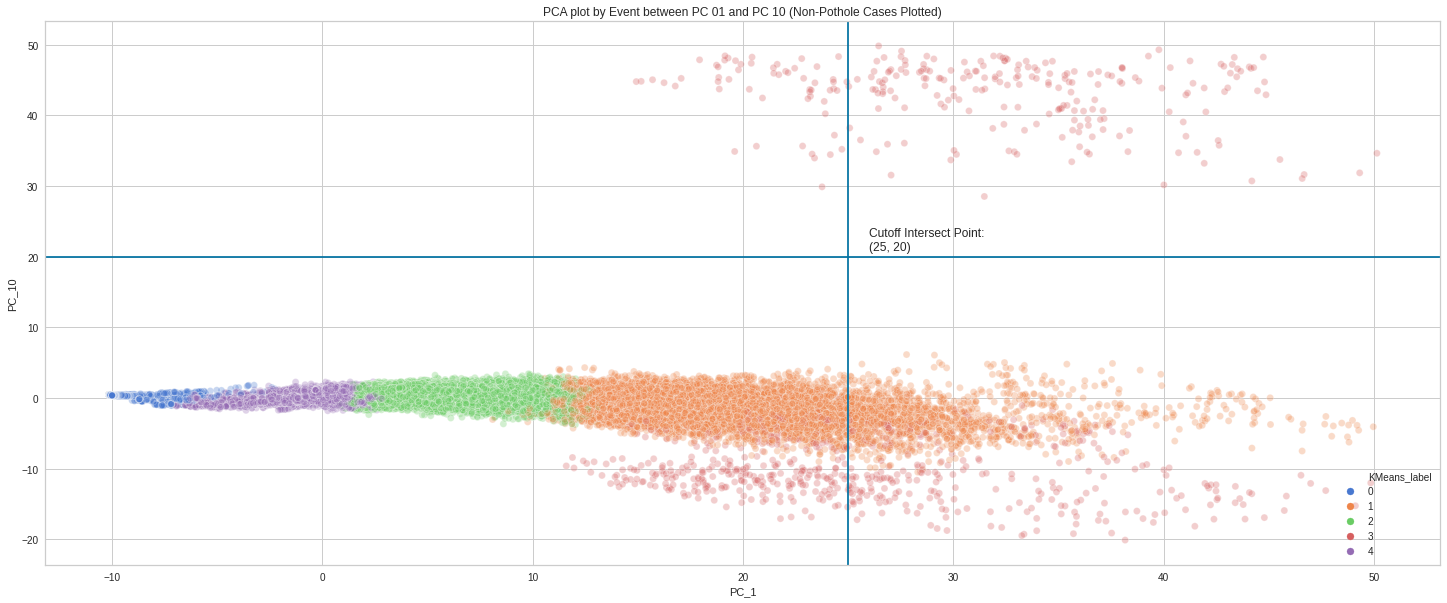 PCA plot by Event between PC 01 and PC 10 (Non-Pothole Cases Plotted)
50
40
30
Cutoff Intersect Point:
(25, 20)
20
PC_10
10
0
−10
KMeans_label
0
1
2
3
4
−20
−10 0 10 20 30 40 50
PC_1